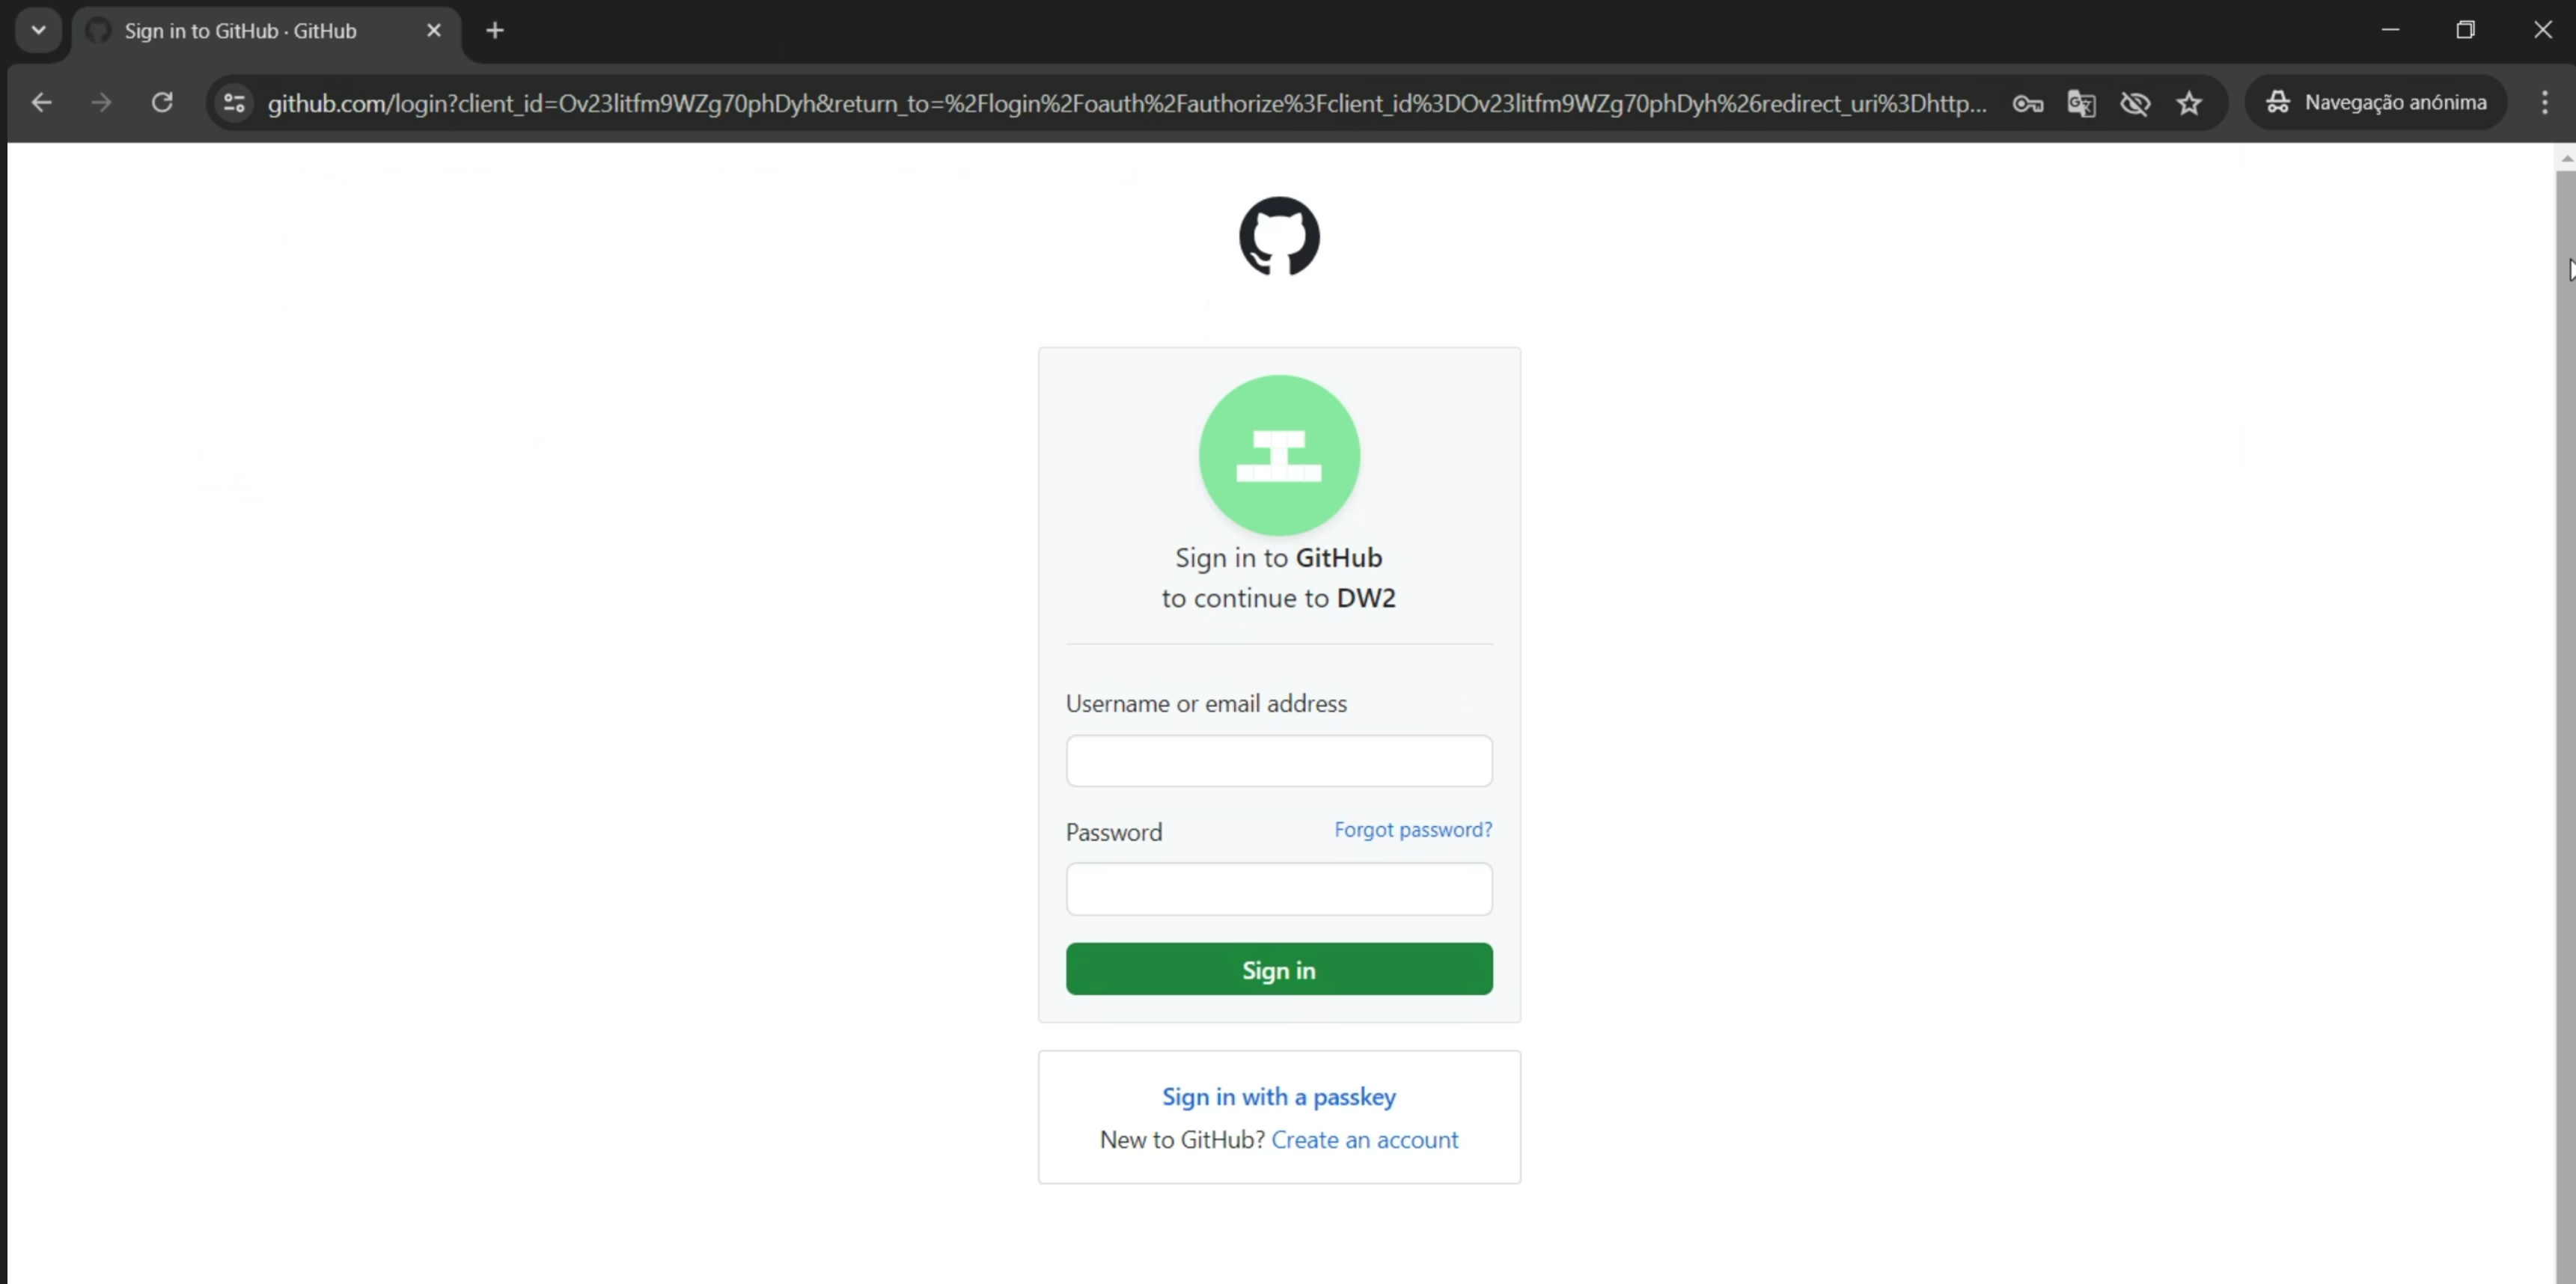 Sign in to GitHub · GitHub
github.com/login?client_id=Ov23litfm9WZg70phDyh&return_to=%2Flogin%2Foauth%2Fauthorize%3Fclient_id%3DOv23litfm9WZg70phDyh%26redirect_uri%3Dhttp...
Navegação anónima
Sign in to GitHub
to continue to DW2
Username or email address
Password
Forgot password?
Sign in
Sign in with a passkey
New to GitHub? Create an account